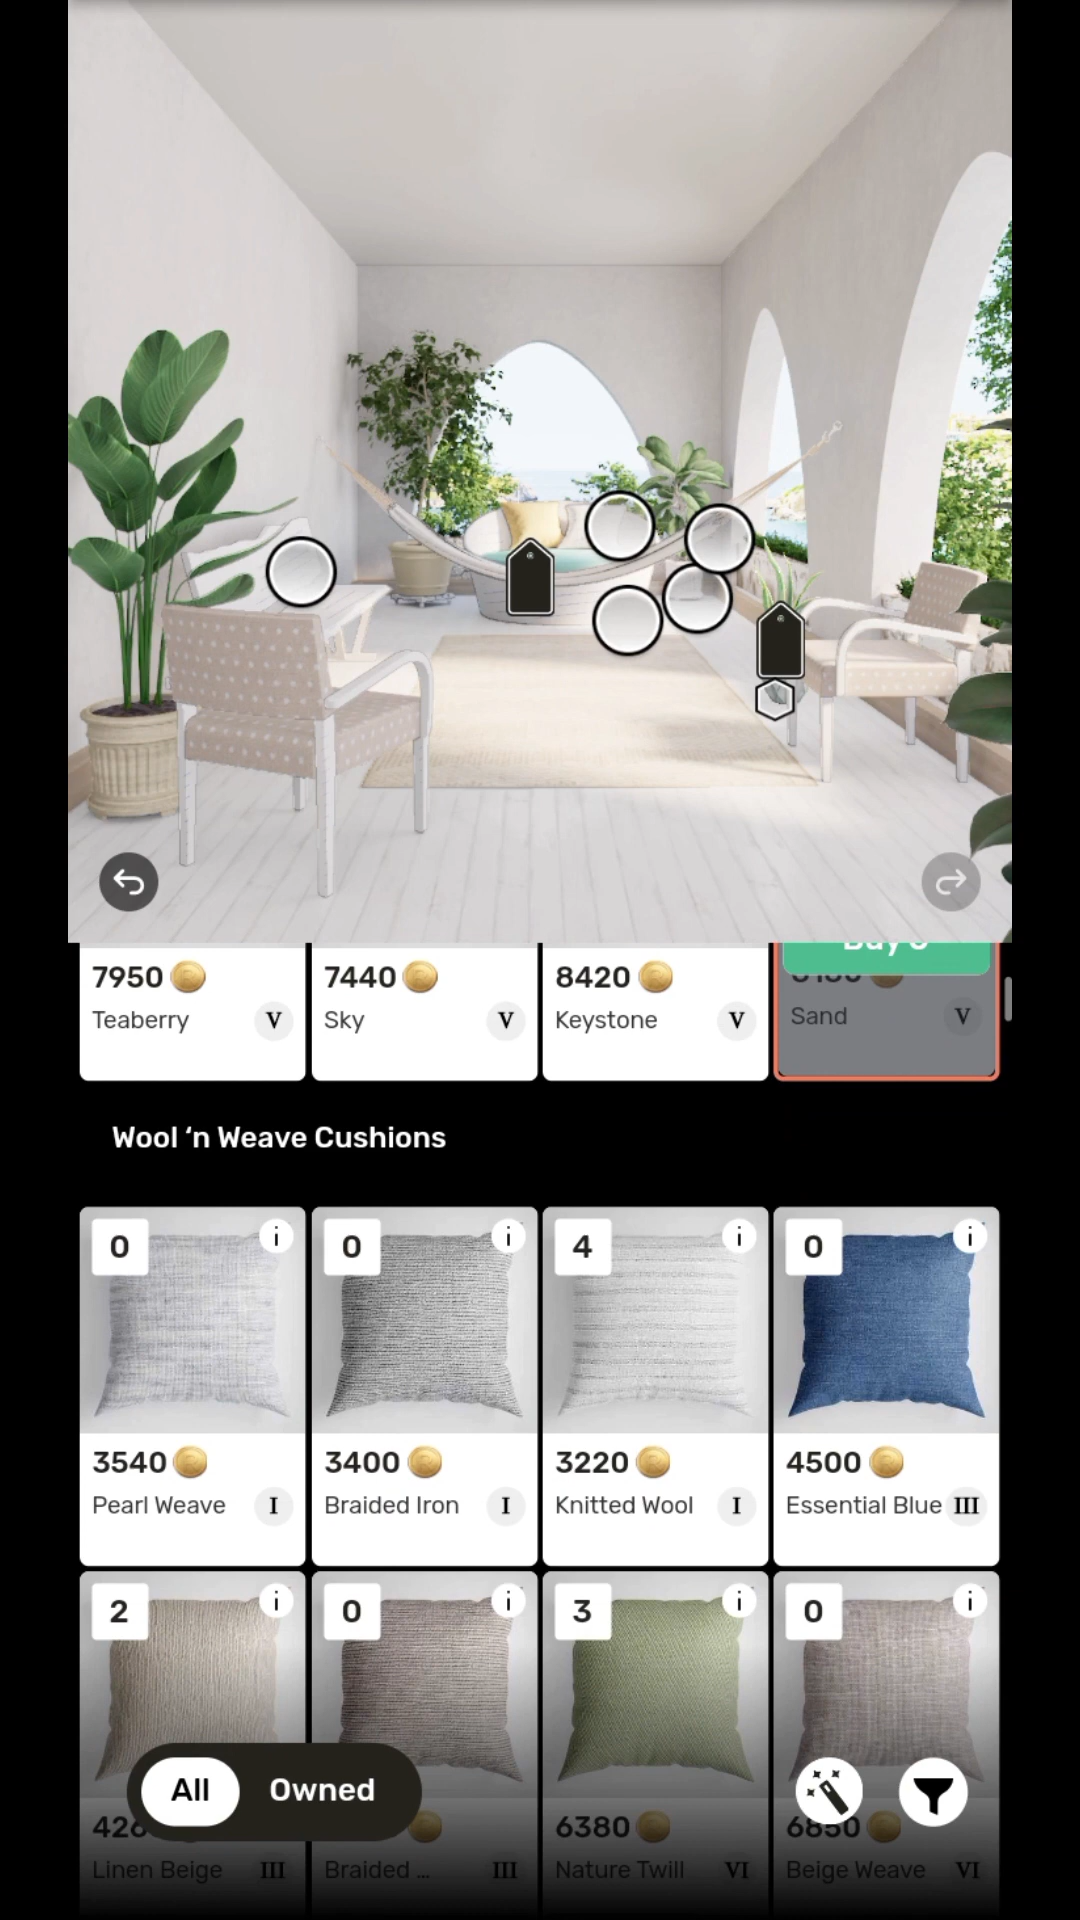 Buy 5
7950 7440 8420
Teaberry V Sky V Keystone V Sand V
Wool ‘n Weave Cushions
0 i 0 i 4 i 0 i
3540 3400 3220 4500
Pearl Weave I Braided Iron I Knitted Wool I Essential Blue III
2 i 0 i 3 i 0 i
All Owned
6380 6850
Linen Beige III Braided ... III Nature Twill VI Beige Weave VI